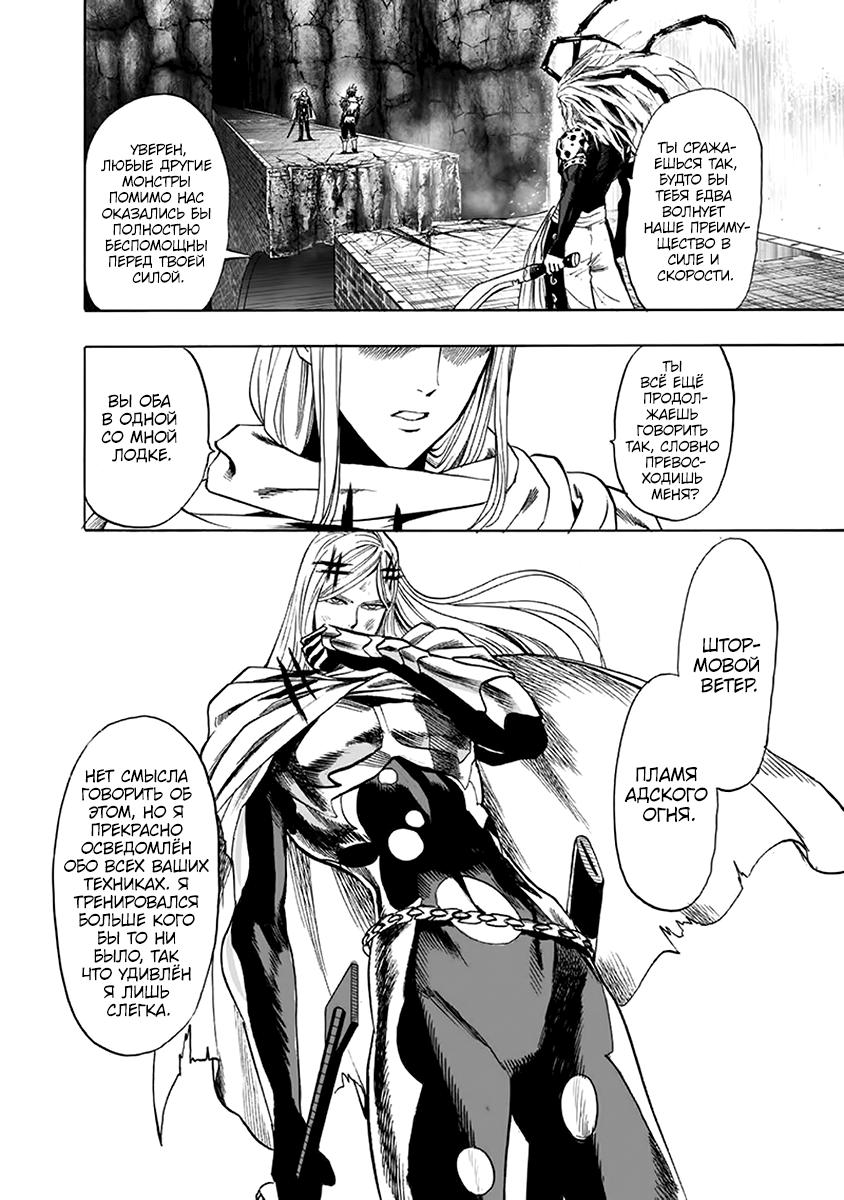 ТЫ СРАЖА-
ЕШЬСЯ ТАК,
БУДТО БЫ
ТЕБЯ ЕДВА
ВОЛНУЕТ
НАШЕ ПРЕИМУ-
ЩЕСТВО В
СИЛЕ И
СКОРОСТИ.
УВЕРЕН,
ЛЮБЫЕ ДРУГИЕ
МОНСТРЫ
ПОМИМО НАС
ОКАЗАЛИСЬ БЫ
ПОЛНОСТЬЮ
БЕСПОМОЩНЫ
ПЕРЕД ТВОЕЙ
СИЛОЙ.
ТЫ
ВСЁ ЕЩЁ
ПРОДОЛ-
ЖАЕШЬ
ГОВОРИТЬ
ТАК, СЛОВНО
ПРЕВОС-
ХОДИШЬ
МЕНЯ?
ВЫ ОБА
В ОДНОЙ
СО МНОЙ
ЛОДКЕ.
ШТОР-
МОВОЙ
ВЕТЕР.
ПЛАМЯ
АДСКОГО
ОГНЯ.
НЕТ СМЫСЛА
ГОВОРИТЬ ОБ
ЭТОМ, НО Я
ПРЕКРАСНО
ОСВЕДОМЛЁН
ОБО ВСЕХ ВАШИХ
ТЕХНИКАХ. Я
ТРЕНИРОВАЛСЯ
БОЛЬШЕ КОГО
БЫ ТО НИ
БЫЛО, ТАК
ЧТО УДИВЛЁН
Я ЛИШЬ
СЛЕГКА.